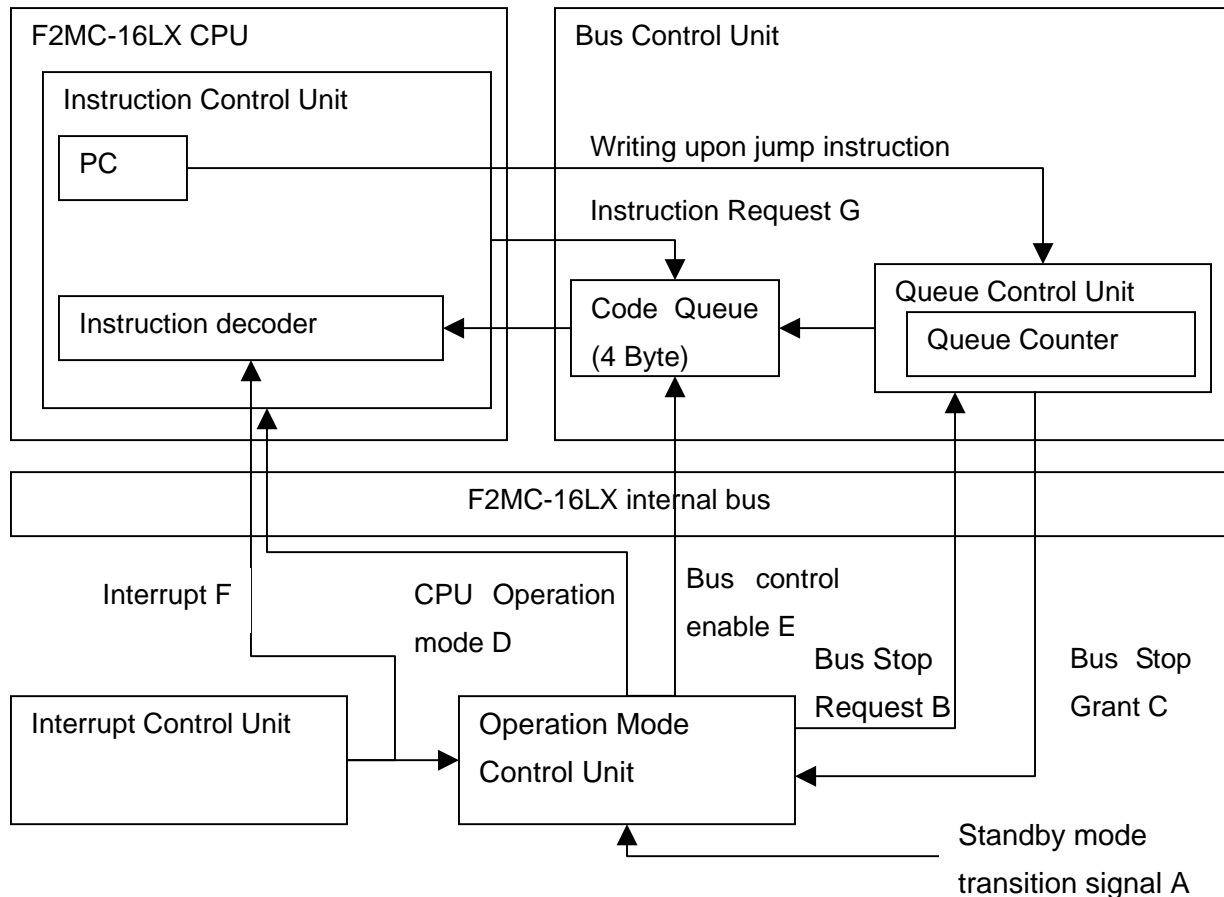 F2MC-16LX CPU
Bus Control Unit
Instruction Control Unit
PC
Writing upon jump instruction
Instruction Request G
Instruction decoder
Code Queue
(4 Byte)
Queue Control Unit
Queue Counter
F2MC-16LX internal bus
Interrupt F
CPU Operation
mode D
Bus control
enable E
Bus Stop
Request B
Bus Stop
Grant C
Interrupt Control Unit
Operation Mode
Control Unit
Standby mode
transition signal A